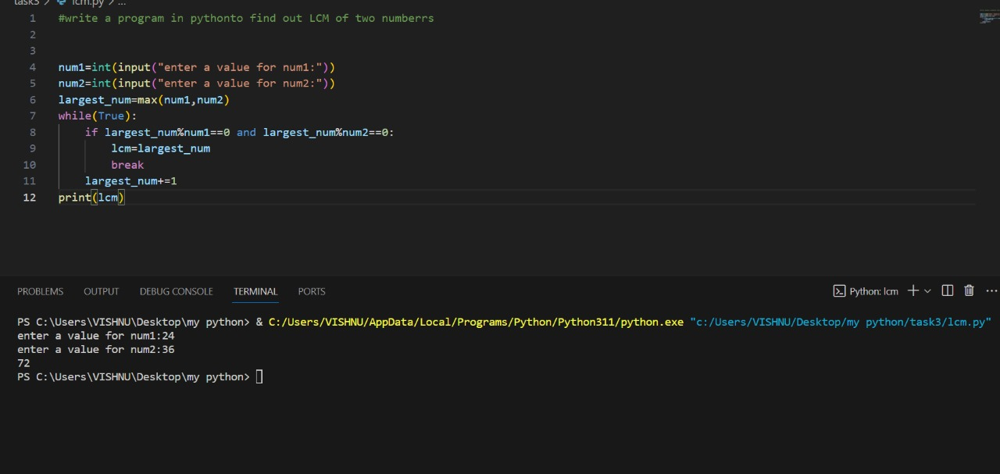 task3 > lcm.py > ...
1 #write a program in pythonto find out LCM of two numberrs
2
3
4 num1=int(input("enter a value for num1:"))
5 num2=int(input("enter a value for num2:"))
6 largest_num=max(num1,num2)
7 while(True):
8     if largest_num%num1==0 and largest_num%num2==0:
9         lcm=largest_num
10         break
11     largest_num+=1
12 print(lcm)
PROBLEMS OUTPUT DEBUG CONSOLE TERMINAL PORTS Python: lcm
PS C:\Users\VISHNU\Desktop\my python> & C:/Users/VISHNU/AppData/Local/Programs/Python/Python311/python.exe "c:/Users/VISHNU/Desktop/my python/task3/lcm.py"
enter a value for num1:24
enter a value for num2:36
72
PS C:\Users\VISHNU\Desktop\my python>